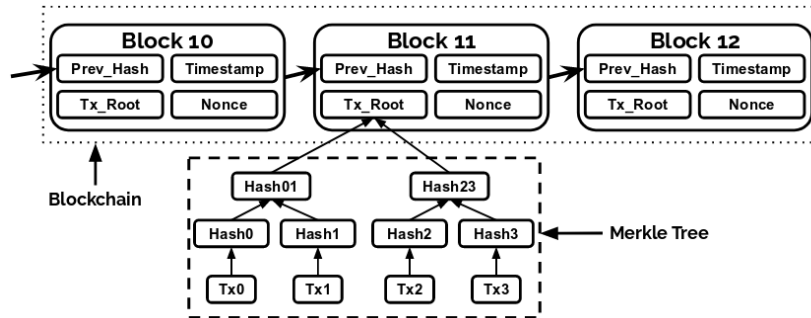 Block 10 Block 11 Block 12
Prev_Hash Timestamp Prev_Hash Timestamp Prev_Hash Timestamp
Tx_Root Nonce Tx_Root Nonce Tx_Root Nonce
Hash01 Hash23
Blockchain
Hash0 Hash1 Hash2 Hash3 Merkle Tree
Tx0 Tx1 Tx2 Tx3